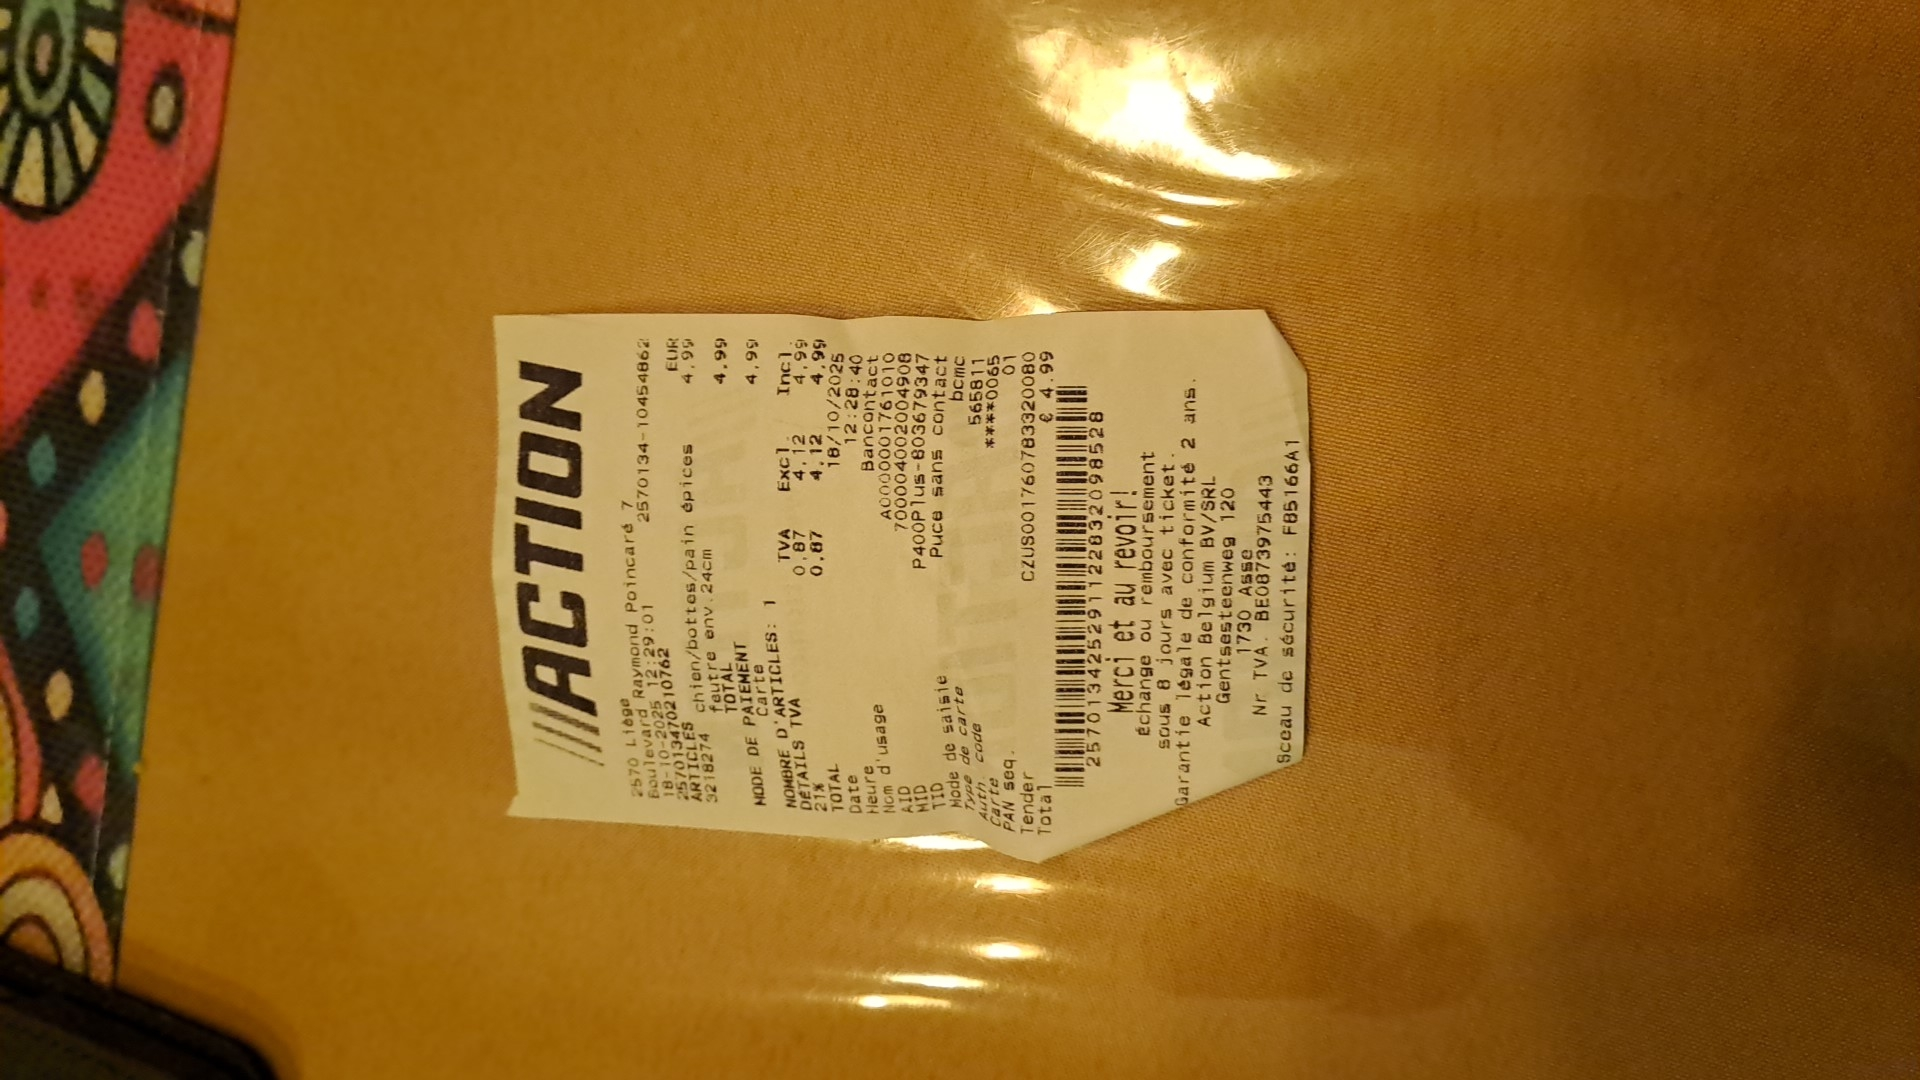 ACTION
2570 Liège
Boulevard Raymond Poincaré 7
18-10-2025 12:29:01 2570134-10454862
257013470210762
ARTICLES EUR
3218274 chien/bottes/pain épices 4,99
feutre env.24cm
TOTAL 4,99
MODE DE PAIEMENT
Carte 4,99
NOMBRE D'ARTICLES: 1
DÉTAILS TVA TVA Excl. Incl.
21% 0,87 4,12 4,99
TOTAL 0,87 4,12 4,99
Date 18/10/2025
Heure 12:28:40
Nom d'usage Bancontact
AID A0000001761010
MID 700004002004908
TID P400Plus-803679347
Mode de saisie Puce sans contact
Type de carte bcmc
Auth. code 565811
Carte ****0065
PAN seq. 01
Tender CZUS001760783320080
Total € 4.99
257013425291122832098528
Merci et au revoir!
échange ou remboursement
sous 8 jours avec ticket.
Garantie légale de conformité 2 ans.
Action Belgium BV/SRL
Gentsesteenweg 120
1730 Asse
Nr TVA. BE0873975443
Sceau de sécurité: F85166A1